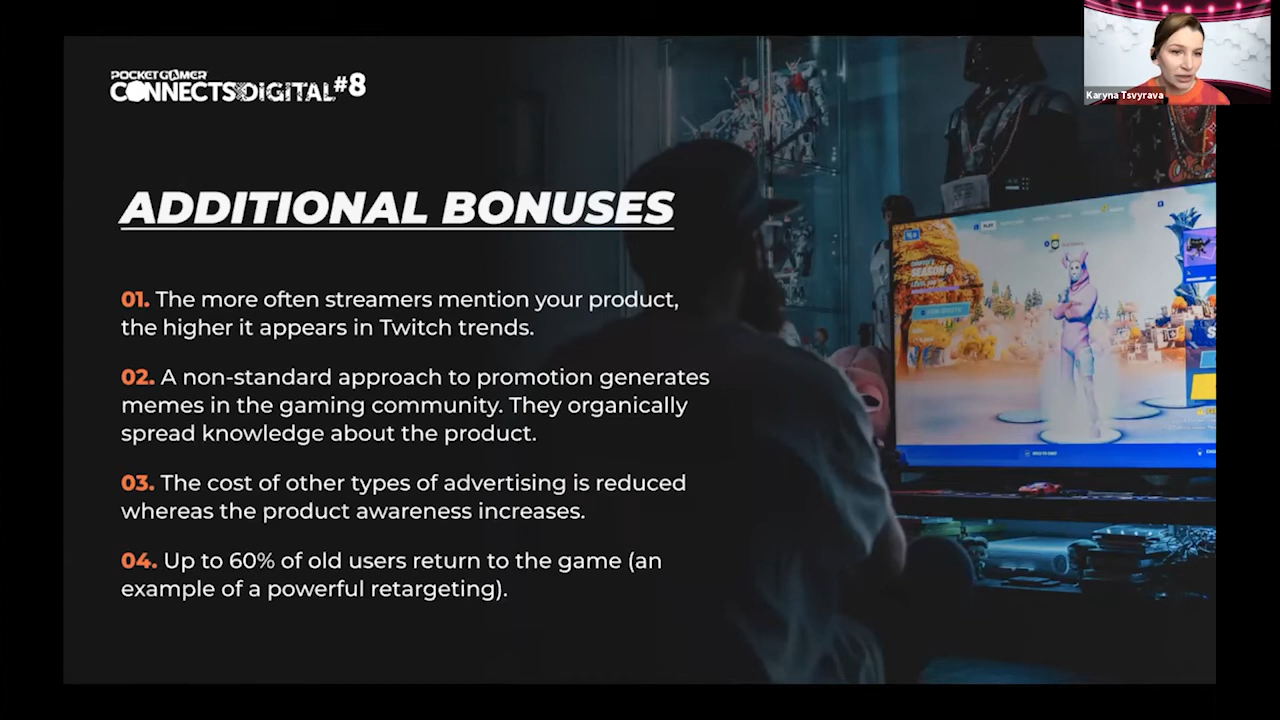 POCKET GAMER
CONNECTS DIGITAL #8
Karyna Tsvyrava
ADDITIONAL BONUSES
01. The more often streamers mention your product,
the higher it appears in Twitch trends.
02. A non-standard approach to promotion generates
memes in the gaming community. They organically
spread knowledge about the product.
03. The cost of other types of advertising is reduced
whereas the product awareness increases.
04. Up to 60% of old users return to the game (an
example of a powerful retargeting).
PLAY
SEASON 6